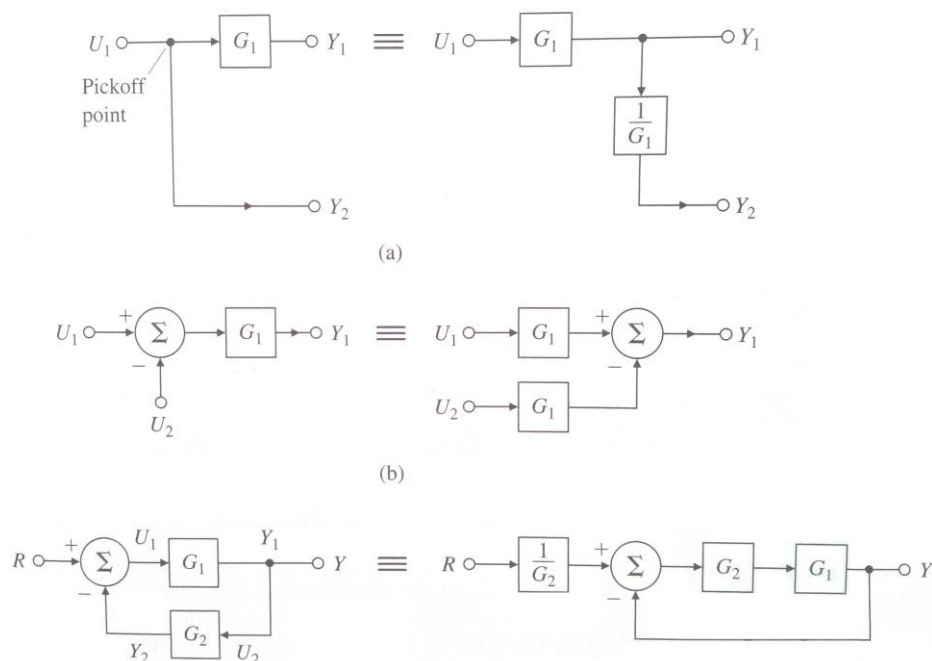 U₁ G₁ Y₁ ≡ U₁ G₁ Y₁
Pickoff
point
1/G₁
Y₂ Y₂
(a)
U₁ + Σ G₁ Y₁ ≡ U₁ G₁ + Σ Y₁
− −
U₂ G₁
U₂
(b)
R + Σ U₁ G₁ Y₁ Y ≡ R 1/G₂ + Σ G₂ G₁ Y
− −
Y₂ G₂ U₂